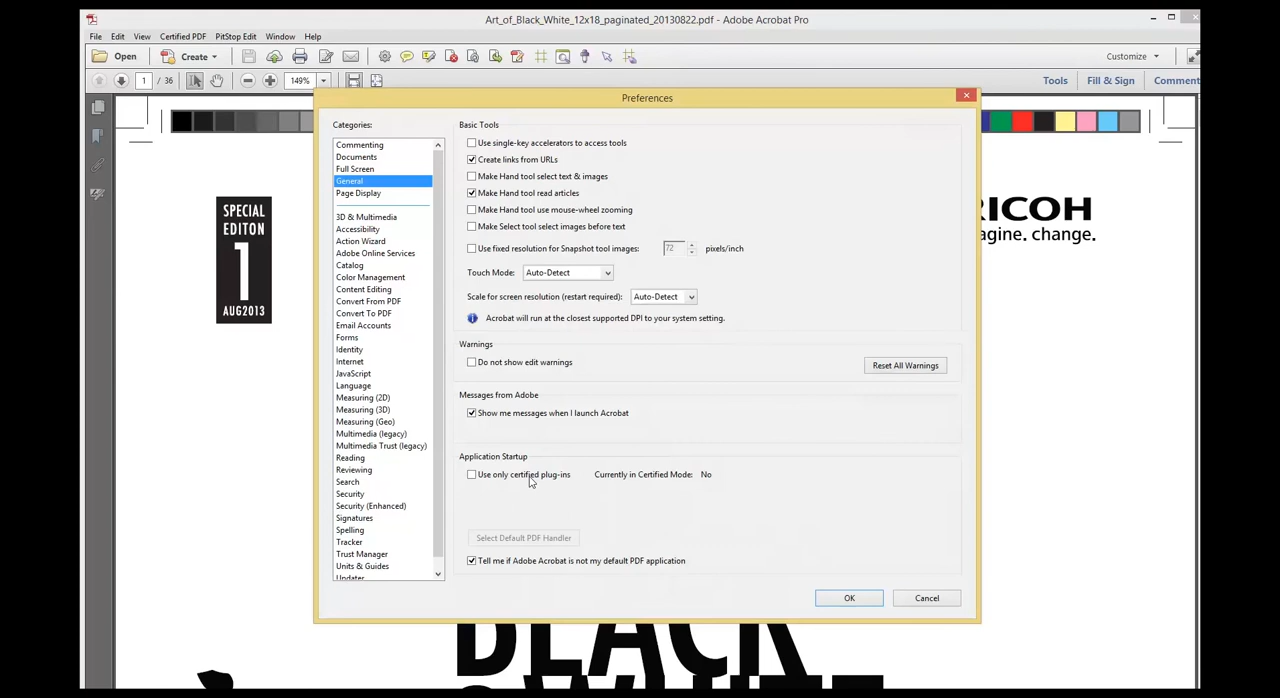 Art_of_Black_White_12x18_paginated_20130822.pdf - Adobe Acrobat Pro
File Edit View Certified PDF PitStop Edit Window Help
Open Create Customize
1 / 36 149% Tools Fill & Sign Comment
Preferences
Categories:
Commenting
Documents
Full Screen
General
Page Display
3D & Multimedia
Accessibility
Action Wizard
Adobe Online Services
Catalog
Color Management
Content Editing
Convert From PDF
Convert To PDF
Email Accounts
Forms
Identity
Internet
JavaScript
Language
Measuring (2D)
Measuring (3D)
Measuring (Geo)
Multimedia (legacy)
Multimedia Trust (legacy)
Reading
Reviewing
Search
Security
Security (Enhanced)
Signatures
Spelling
Tracker
Trust Manager
Units & Guides
Updater
Basic Tools
Use single-key accelerators to access tools
Create links from URLs
Make Hand tool select text & images
Make Hand tool read articles
Make Hand tool use mouse-wheel zooming
Make Select tool select images before text
Use fixed resolution for Snapshot tool images: 72 pixels/inch
Touch Mode: Auto-Detect
Scale for screen resolution (restart required): Auto-Detect
Acrobat will run at the closest supported DPI to your system setting.
Warnings
Do not show edit warnings
Reset All Warnings
Messages from Adobe
Show me messages when I launch Acrobat
Application Startup
Use only certified plug-ins Currently in Certified Mode: No
Select Default PDF Handler
Tell me if Adobe Acrobat is not my default PDF application
OK Cancel
SPECIAL
EDITON
1
AUG2013
RICOH
agine. change.
BLACK
&WHITE